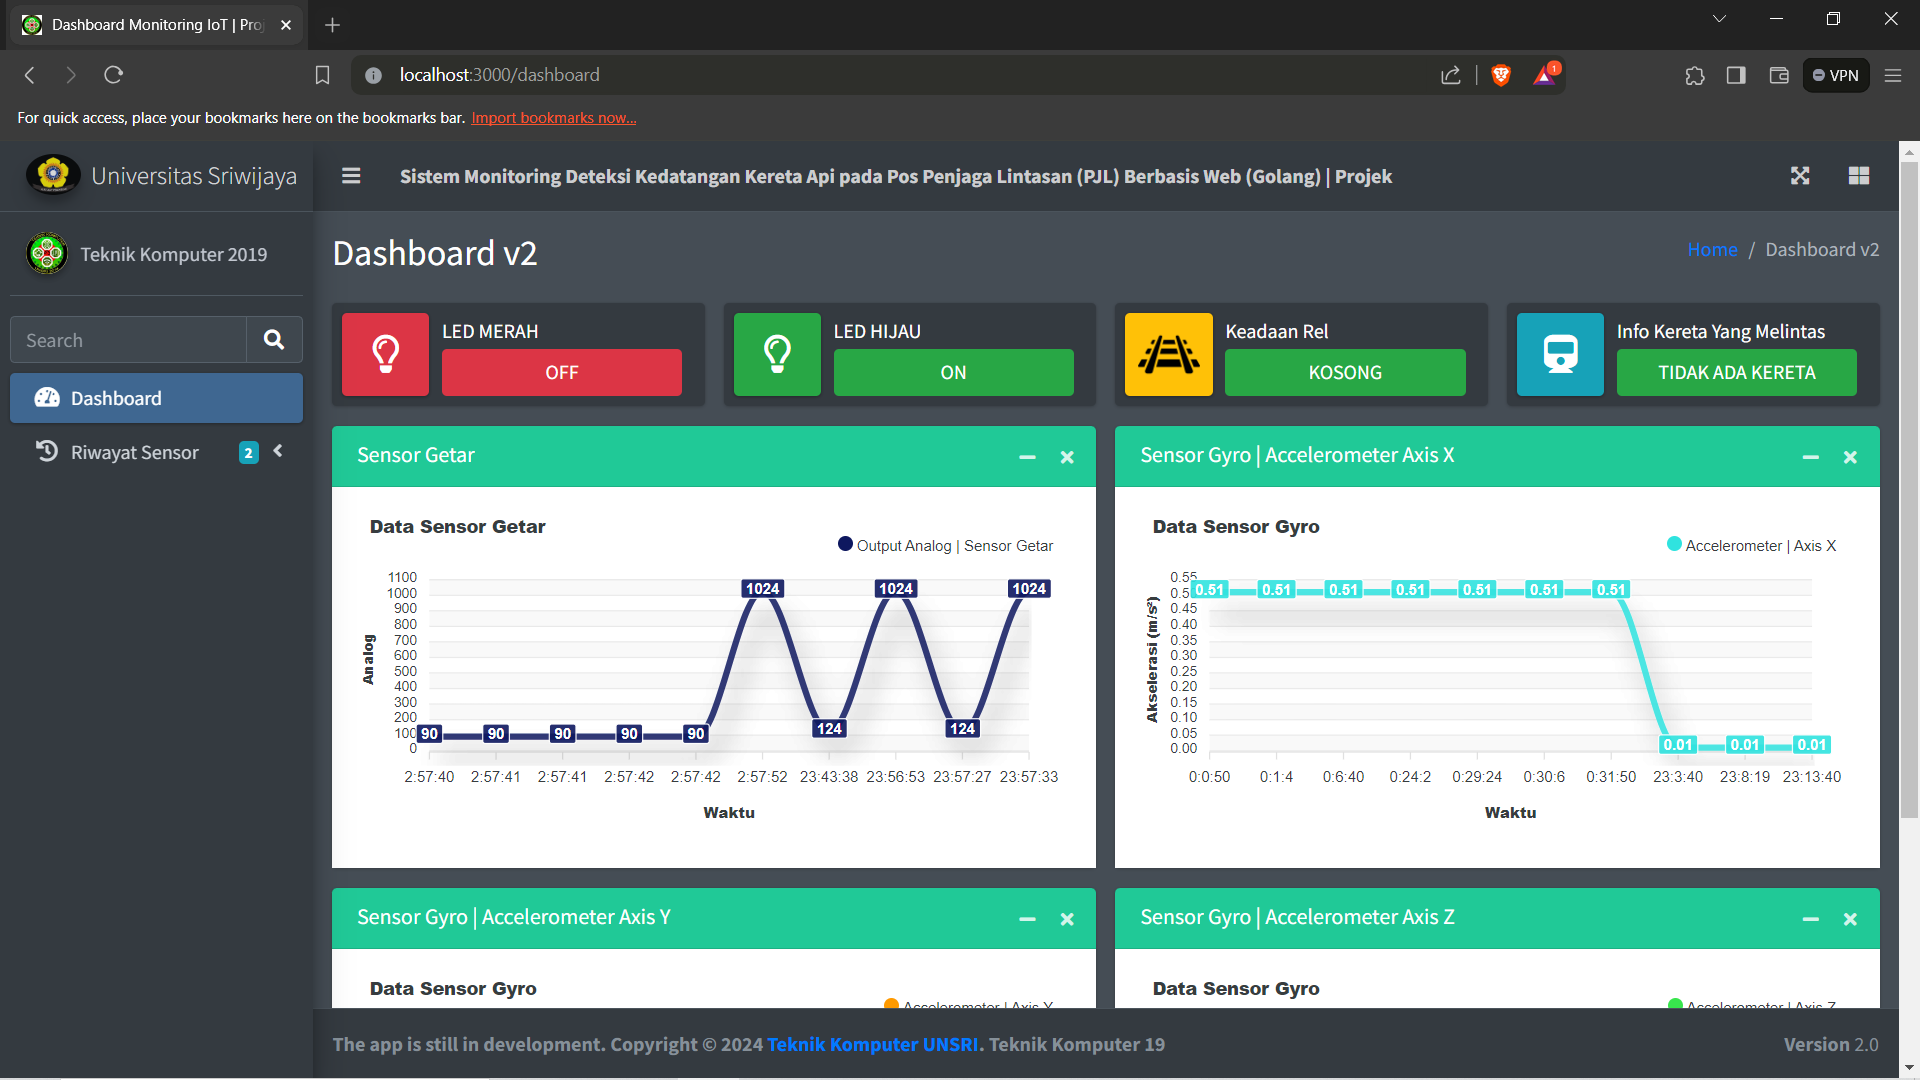 Dashboard Monitoring IoT | Proj
localhost:3000/dashboard
1
VPN
For quick access, place your bookmarks here on the bookmarks bar. Import bookmarks now...
Universitas Sriwijaya
Sistem Monitoring Deteksi Kedatangan Kereta Api pada Pos Penjaga Lintasan (PJL) Berbasis Web (Golang) | Projek
Teknik Komputer 2019
Search
Dashboard
Riwayat Sensor 2
Dashboard v2
Home / Dashboard v2
LED MERAH
OFF
LED HIJAU
ON
Keadaan Rel
KOSONG
Info Kereta Yang Melintas
TIDAK ADA KERETA
Sensor Getar
Data Sensor Getar
Output Analog | Sensor Getar
Analog
1100
1000
900
800
700
600
500
400
300
200
100
0
90 90 90 90 90 1024 124 1024 124 1024
2:57:40 2:57:41 2:57:41 2:57:42 2:57:42 2:57:52 23:43:38 23:56:53 23:57:27 23:57:33
Waktu
Sensor Gyro | Accelerometer Axis X
Data Sensor Gyro
Accelerometer | Axis X
Akselerasi (m/s²)
0.55
0.5
0.45
0.40
0.35
0.30
0.25
0.20
0.15
0.10
0.05
0.00
0.51 0.51 0.51 0.51 0.51 0.51 0.51 0.01 0.01 0.01
0:0:50 0:1:4 0:6:40 0:24:2 0:29:24 0:30:6 0:31:50 23:3:40 23:8:19 23:13:40
Waktu
Sensor Gyro | Accelerometer Axis Y
Data Sensor Gyro
Accelerometer | Axis Y
Sensor Gyro | Accelerometer Axis Z
Data Sensor Gyro
Accelerometer | Axis Z
The app is still in development. Copyright © 2024 Teknik Komputer UNSRI. Teknik Komputer 19
Version 2.0